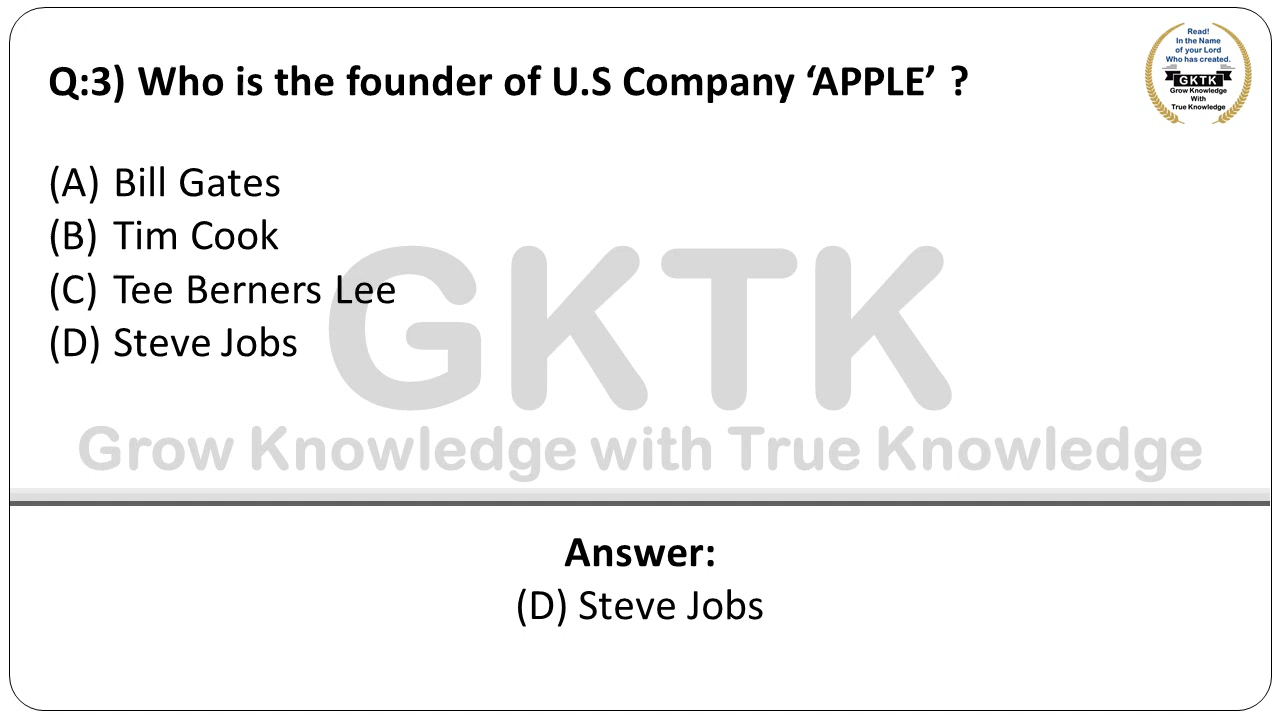 Q:3) Who is the founder of U.S Company ‘APPLE’ ?
Read!
In the Name
of your Lord
Who has created.
GKTK
Grow Knowledge
With
True Knowledge
(A) Bill Gates
(B) Tim Cook
(C) Tee Berners Lee
(D) Steve Jobs
GKTK
Grow Knowledge with True Knowledge
Answer:
(D) Steve Jobs